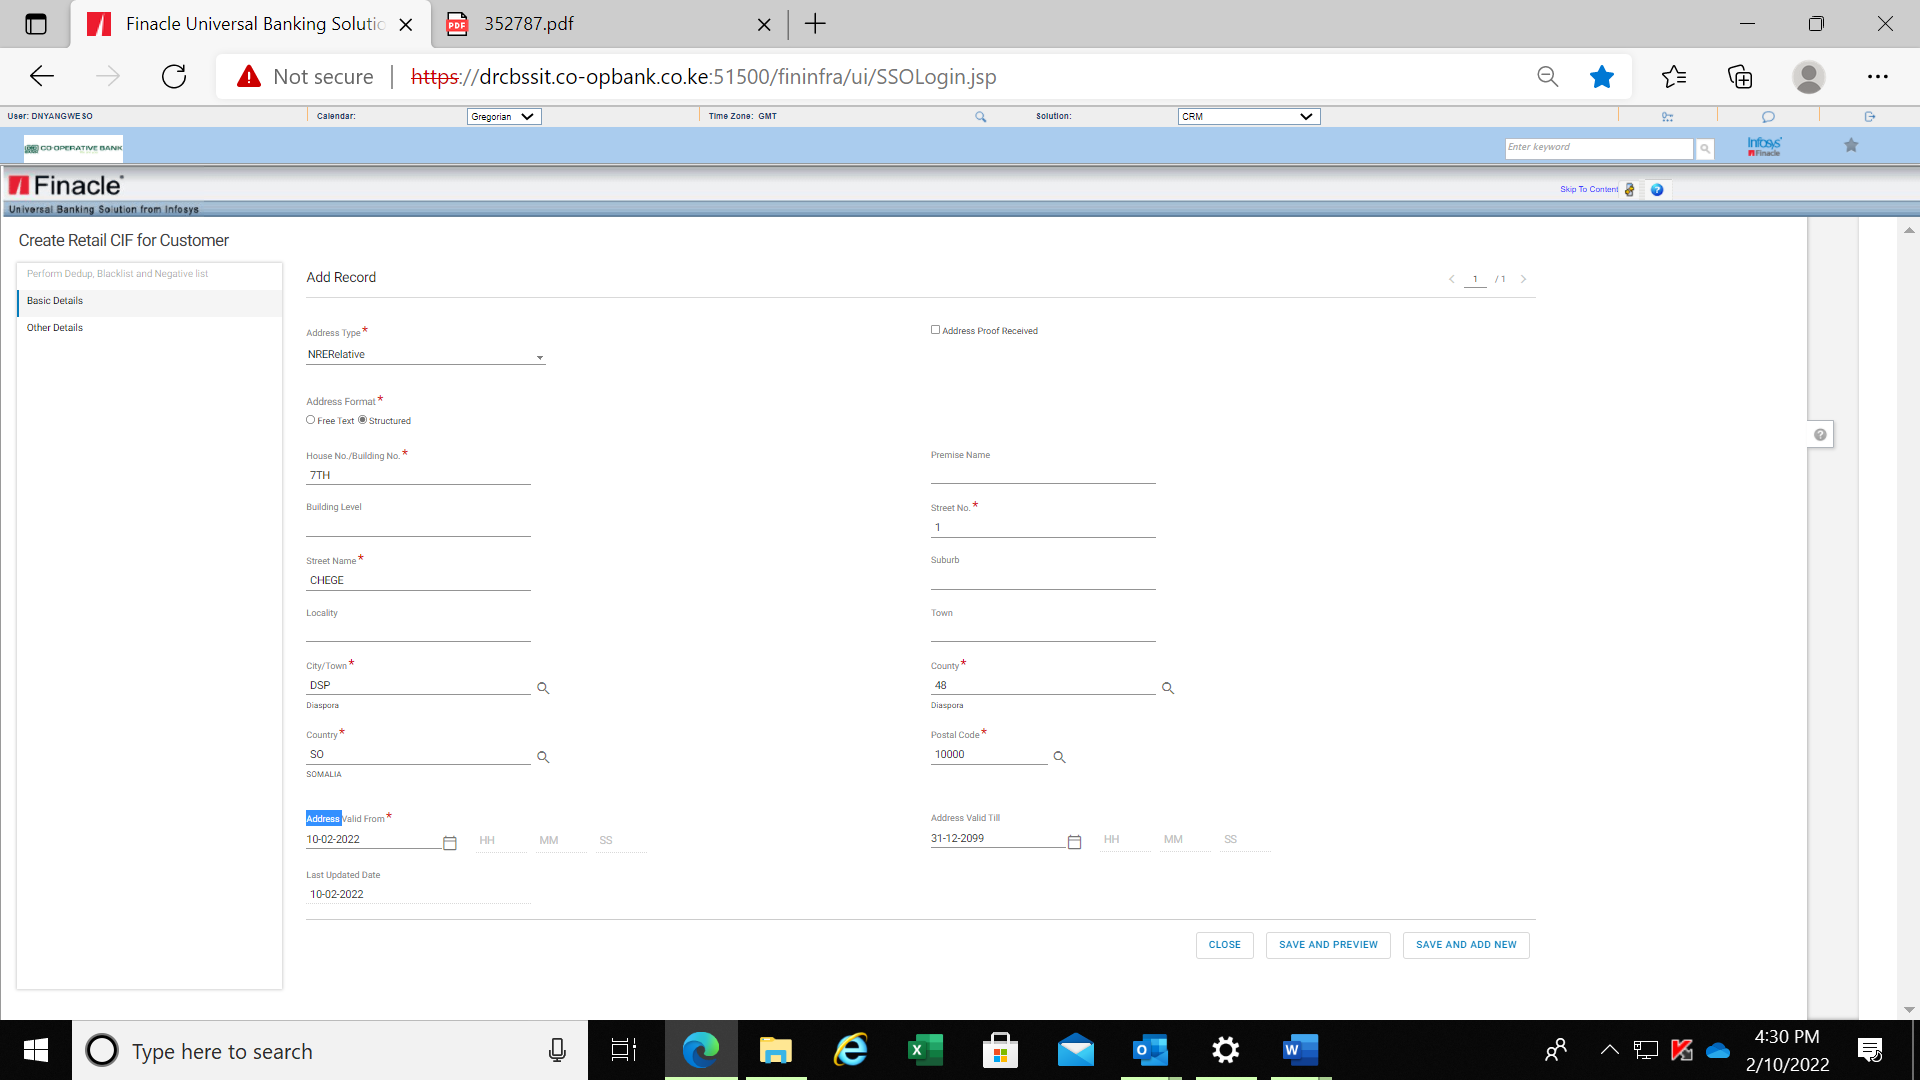 Finacle Universal Banking Solutio
352787.pdf
Not secure
https://drcbssit.co-opbank.co.ke:51500/fininfra/ui/SSOLogin.jsp
User: DNYANGWESO
Calendar:
Gregorian
Time Zone: GMT
Solution:
CRM
CO-OPERATIVE BANK
Enter keyword
Infosys
Finacle
Finacle
Skip To Content
Universal Banking Solution from Infosys
Create Retail CIF for Customer
Perform Dedup, Blacklist and Negative list
Basic Details
Other Details
Add Record
1 / 1
Address Type*
NRERelative
Address Proof Received
Address Format*
Free Text Structured
House No./Building No.*
7TH
Premise Name
Building Level
Street No.*
1
Street Name*
CHEGE
Suburb
Locality
Town
City/Town*
DSP
Diaspora
County*
48
Diaspora
Country*
SO
SOMALIA
Postal Code*
10000
Address Valid From*
10-02-2022 HH MM SS
Address Valid Till
31-12-2099 HH MM SS
Last Updated Date
10-02-2022
CLOSE
SAVE AND PREVIEW
SAVE AND ADD NEW
Type here to search
4:30 PM
2/10/2022